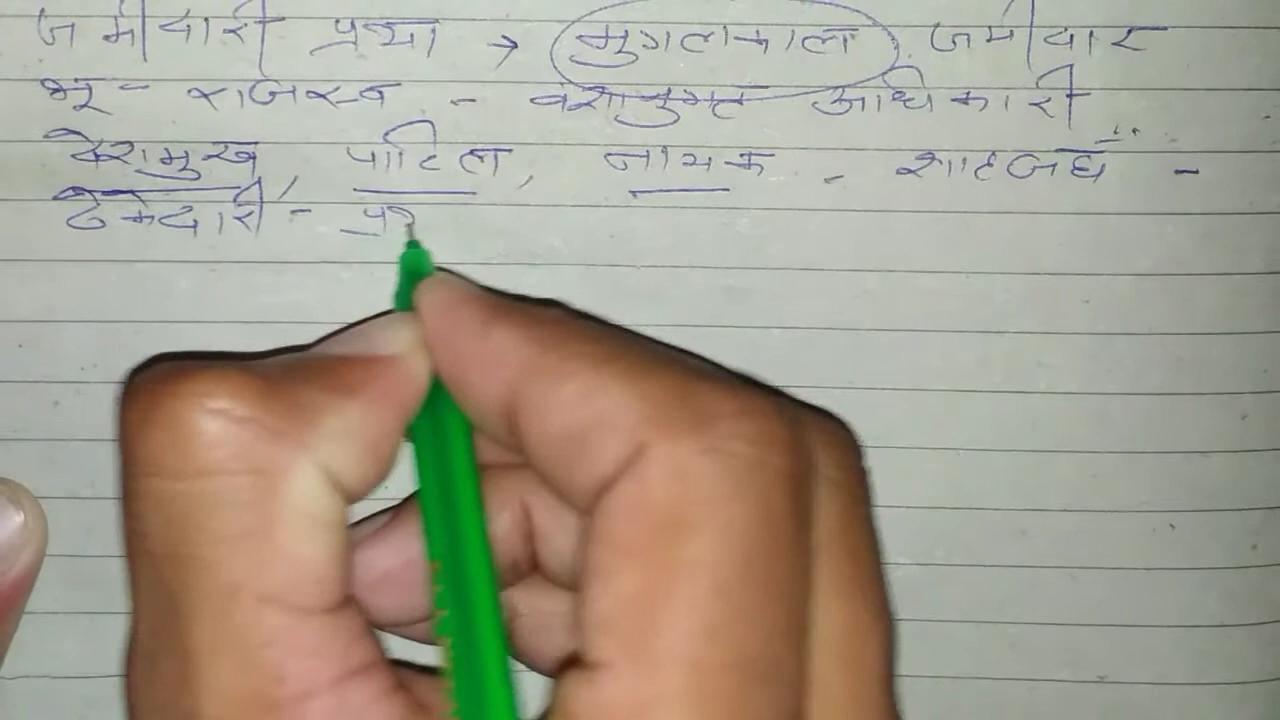 जमीदारी प्रथा → मुगलकाल जमीदार
भू - राजस्व - वंशानुगत अधिकारी
देशमुख, पाटिल, नायक - शाहजहाँ -
ठेकेदारी -